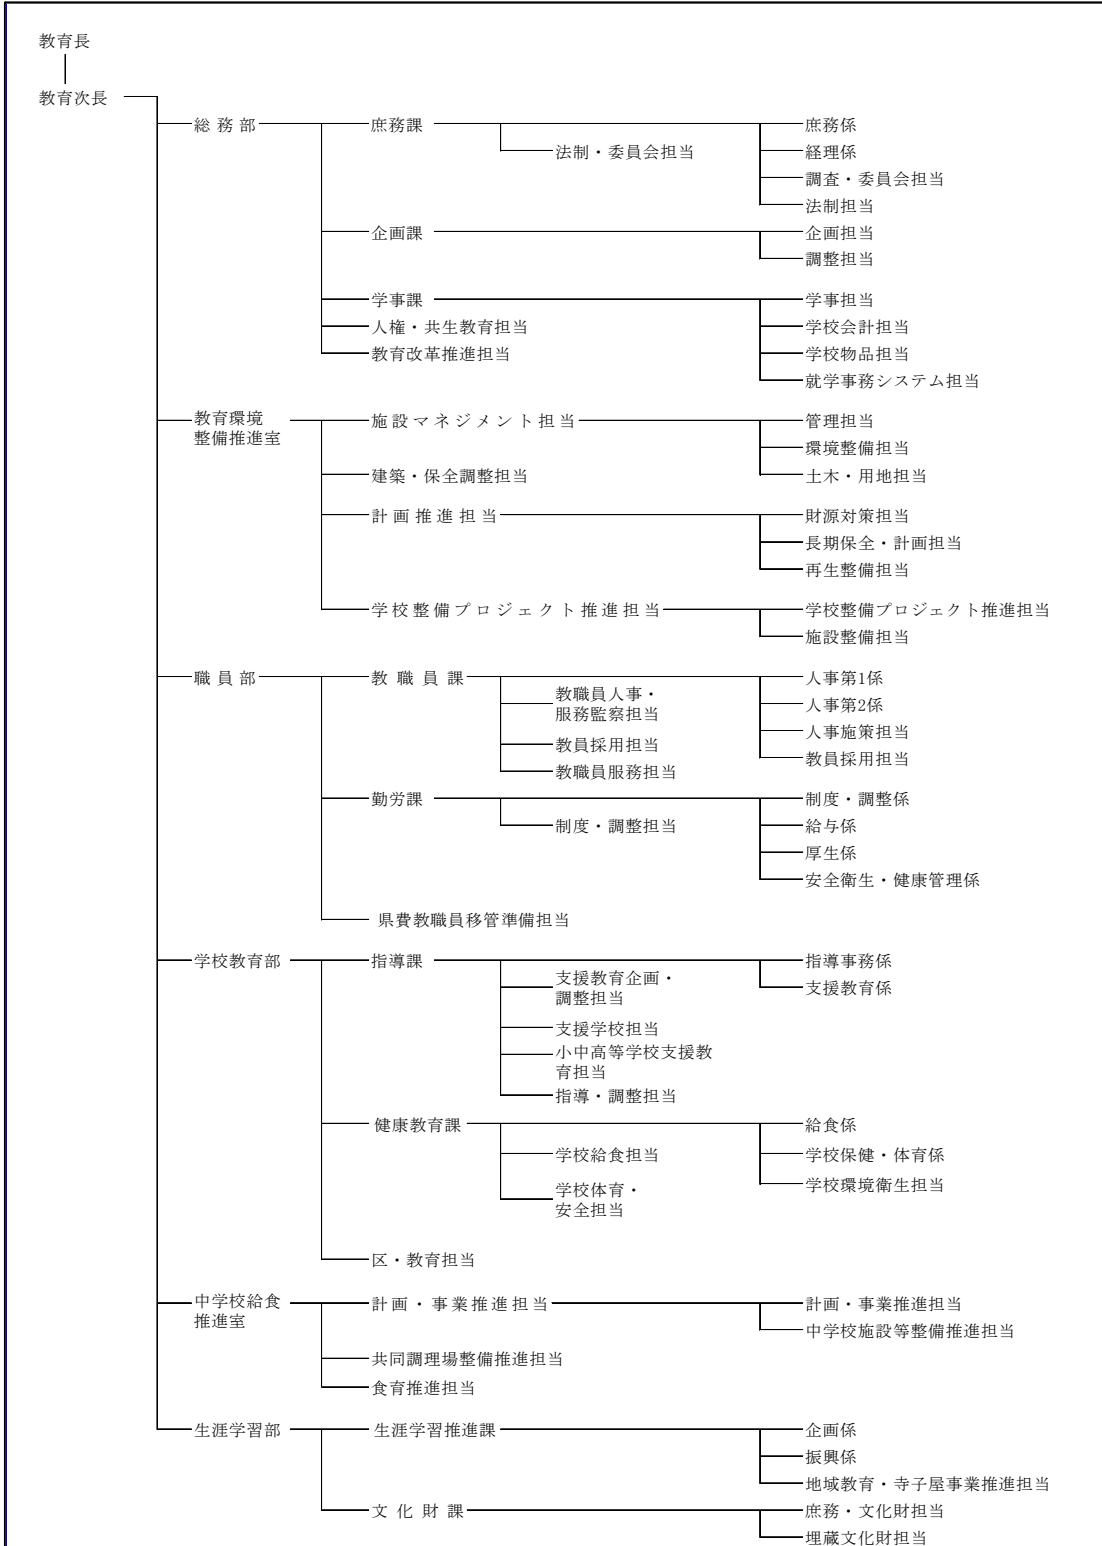 教育長
教育次長
総務部
庶務課
法制・委員会担当
庶務係
経理係
調査・委員会担当
法制担当
企画課
企画担当
調整担当
学事課
人権・共生教育担当
教育改革推進担当
学事担当
学校会計担当
学校物品担当
就学事務システム担当
教育環境
整備推進室
施設マネジメント担当
管理担当
環境整備担当
土木・用地担当
建築・保全調整担当
計画推進担当
財源対策担当
長期保全・計画担当
再生整備担当
学校整備プロジェクト推進担当
学校整備プロジェクト推進担当
施設整備担当
職員部
教職員課
教職員人事・
服務監察担当
教員採用担当
教職員服務担当
人事第1係
人事第2係
人事施策担当
教員採用担当
勤労課
制度・調整担当
制度・調整係
給与係
厚生係
安全衛生・健康管理係
県費教職員移管準備担当
学校教育部
指導課
支援教育企画・
調整担当
支援学校担当
小中高等学校支援教
育担当
指導・調整担当
指導事務係
支援教育係
健康教育課
学校給食担当
学校体育・
安全担当
給食係
学校保健・体育係
学校環境衛生担当
区・教育担当
中学校給食
推進室
計画・事業推進担当
計画・事業推進担当
中学校施設等整備推進担当
共同調理場整備推進担当
食育推進担当
生涯学習部
生涯学習推進課
企画係
振興係
地域教育・寺子屋事業推進担当
文化財課
庶務・文化財担当
埋蔵文化財担当